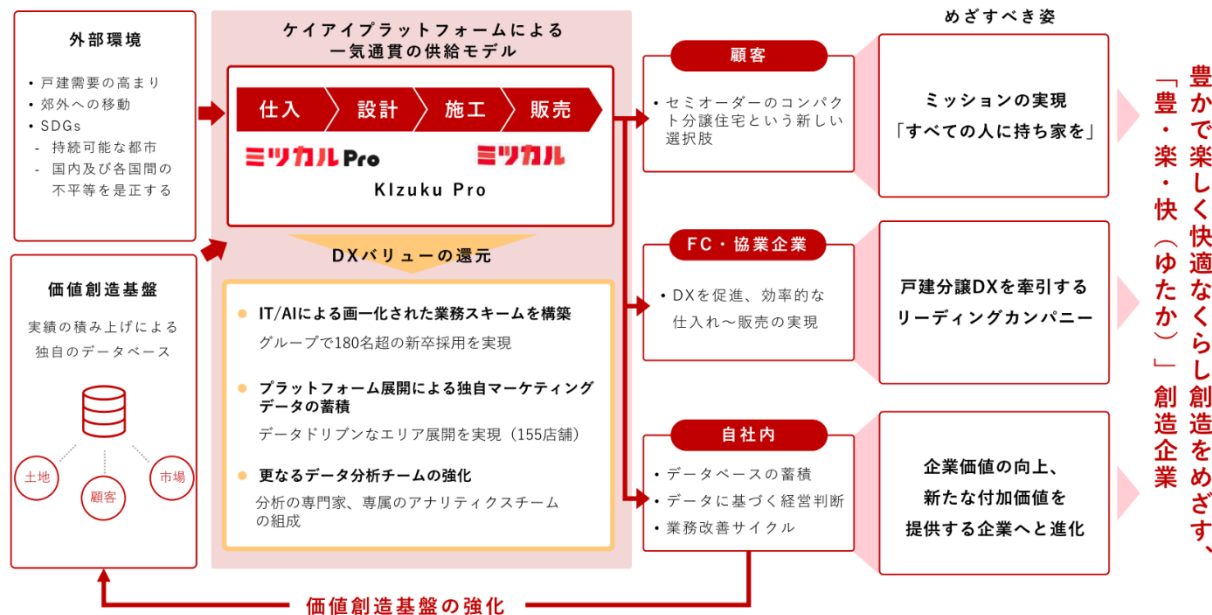 外部環境
• 戸建需要の高まり
• 郊外への移動
• SDGs
- 持続可能な都市
- 国内及び各国間の
不平等を是正する
価値創造基盤
実績の積み上げによる
独自のデータベース
土地
顧客
市場
ケイアイプラットフォームによる
一気通貫の供給モデル
仕入
設計
施工
販売
ミツカル Pro
ミツカル
KIzuku Pro
DXバリューの還元
IT/AIによる画一化された業務スキームを構築
グループで180名超の新卒採用を実現
プラットフォーム展開による独自マーケティング
データの蓄積
データドリブンなエリア展開を実現（155店舗）
更なるデータ分析チームの強化
分析の専門家、専属のアナリティクスチーム
の組成
顧客
• セミオーダーのコンパク
ト分譲住宅という新しい
選択肢
FC・協業企業
• DXを促進、効率的な
仕入れ〜販売の実現
自社内
• データベースの蓄積
• データに基づく経営判断
• 業務改善サイクル
めざすべき姿
ミッションの実現
「すべての人に持ち家を」
戸建分譲DXを牽引する
リーディングカンパニー
企業価値の向上、
新たな付加価値を
提供する企業へと進化
豊かで楽しく快適なくらし創造をめざす、
「豊・楽・快（ゆたか）」創造企業
価値創造基盤の強化